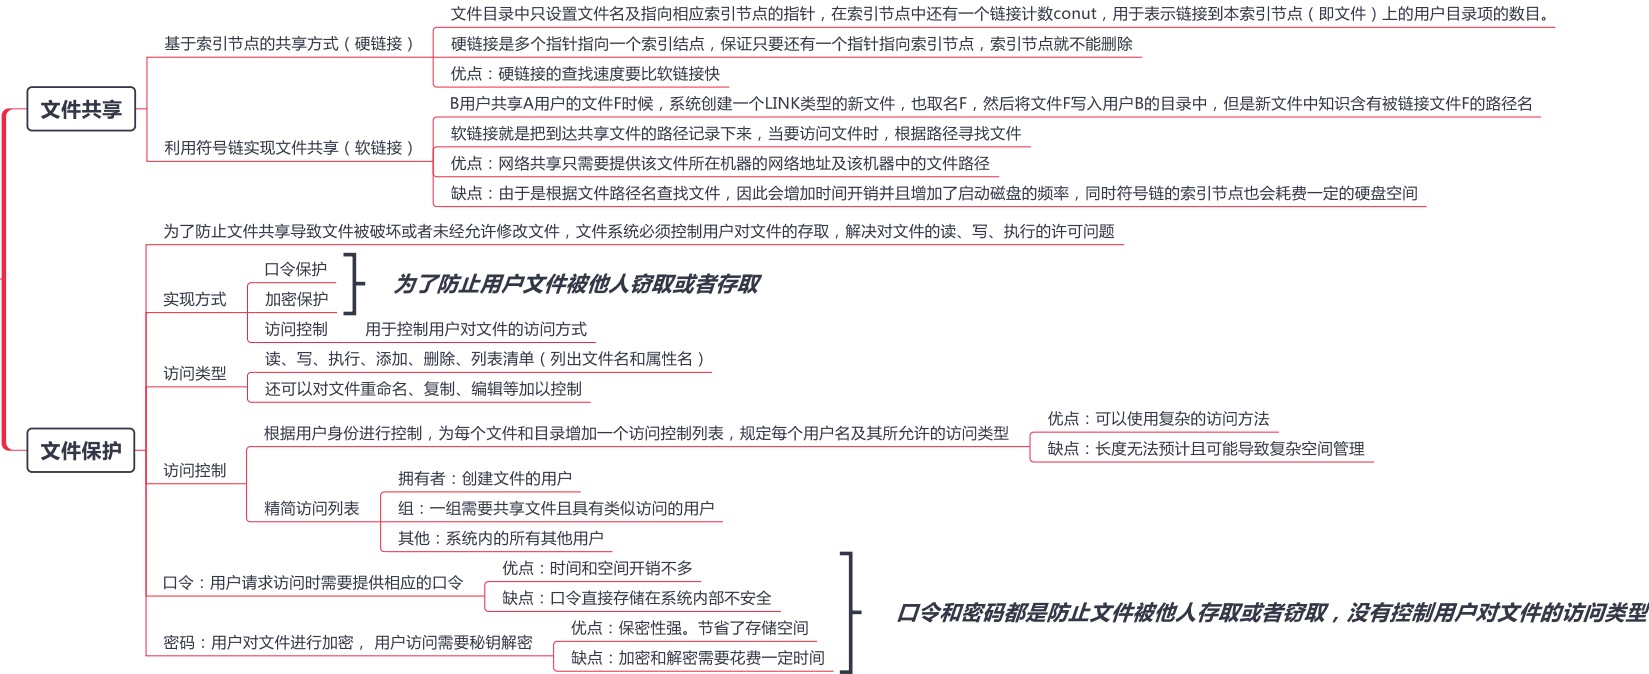 文件共享
基于索引节点的共享方式（硬链接）
文件目录中只设置文件名及指向相应索引节点的指针，在索引节点中还有一个链接计数conut，用于表示链接到本索引节点（即文件）上的用户目录项的数目。
硬链接是多个指针指向一个索引结点，保证只要还有一个指针指向索引节点，索引节点就不能删除
优点：硬链接的查找速度要比软链接快
利用符号链实现文件共享（软链接）
B用户共享A用户的文件F时候，系统创建一个LINK类型的新文件，也取名F，然后将文件F写入用户B的目录中，但是新文件中知识含有被链接文件F的路径名
软链接就是把到达共享文件的路径记录下来，当要访问文件时，根据路径寻找文件
优点：网络共享只需要提供该文件所在机器的网络地址及该机器中的文件路径
缺点：由于是根据文件路径名查找文件，因此会增加时间开销并且增加了启动磁盘的频率，同时符号链的索引节点也会耗费一定的硬盘空间
文件保护
为了防止文件共享导致文件被破坏或者未经允许修改文件，文件系统必须控制用户对文件的存取，解决对文件的读、写、执行的许可问题
实现方式
口令保护
加密保护
为了防止用户文件被他人窃取或者存取
访问控制
用于控制用户对文件的访问方式
访问类型
读、写、执行、添加、删除、列表清单（列出文件名和属性名）
还可以对文件重命名、复制、编辑等加以控制
访问控制
根据用户身份进行控制，为每个文件和目录增加一个访问控制列表，规定每个用户名及其所允许的访问类型
优点：可以使用复杂的访问方法
缺点：长度无法预计且可能导致复杂空间管理
精简访问列表
拥有者：创建文件的用户
组：一组需要共享文件且具有类似访问的用户
其他：系统内的所有其他用户
口令：用户请求访问时需要提供相应的口令
优点：时间和空间开销不多
缺点：口令直接存储在系统内部不安全
密码：用户对文件进行加密， 用户访问需要秘钥解密
优点：保密性强。节省了存储空间
缺点：加密和解密需要花费一定时间
口令和密码都是防止文件被他人存取或者窃取，没有控制用户对文件的访问类型